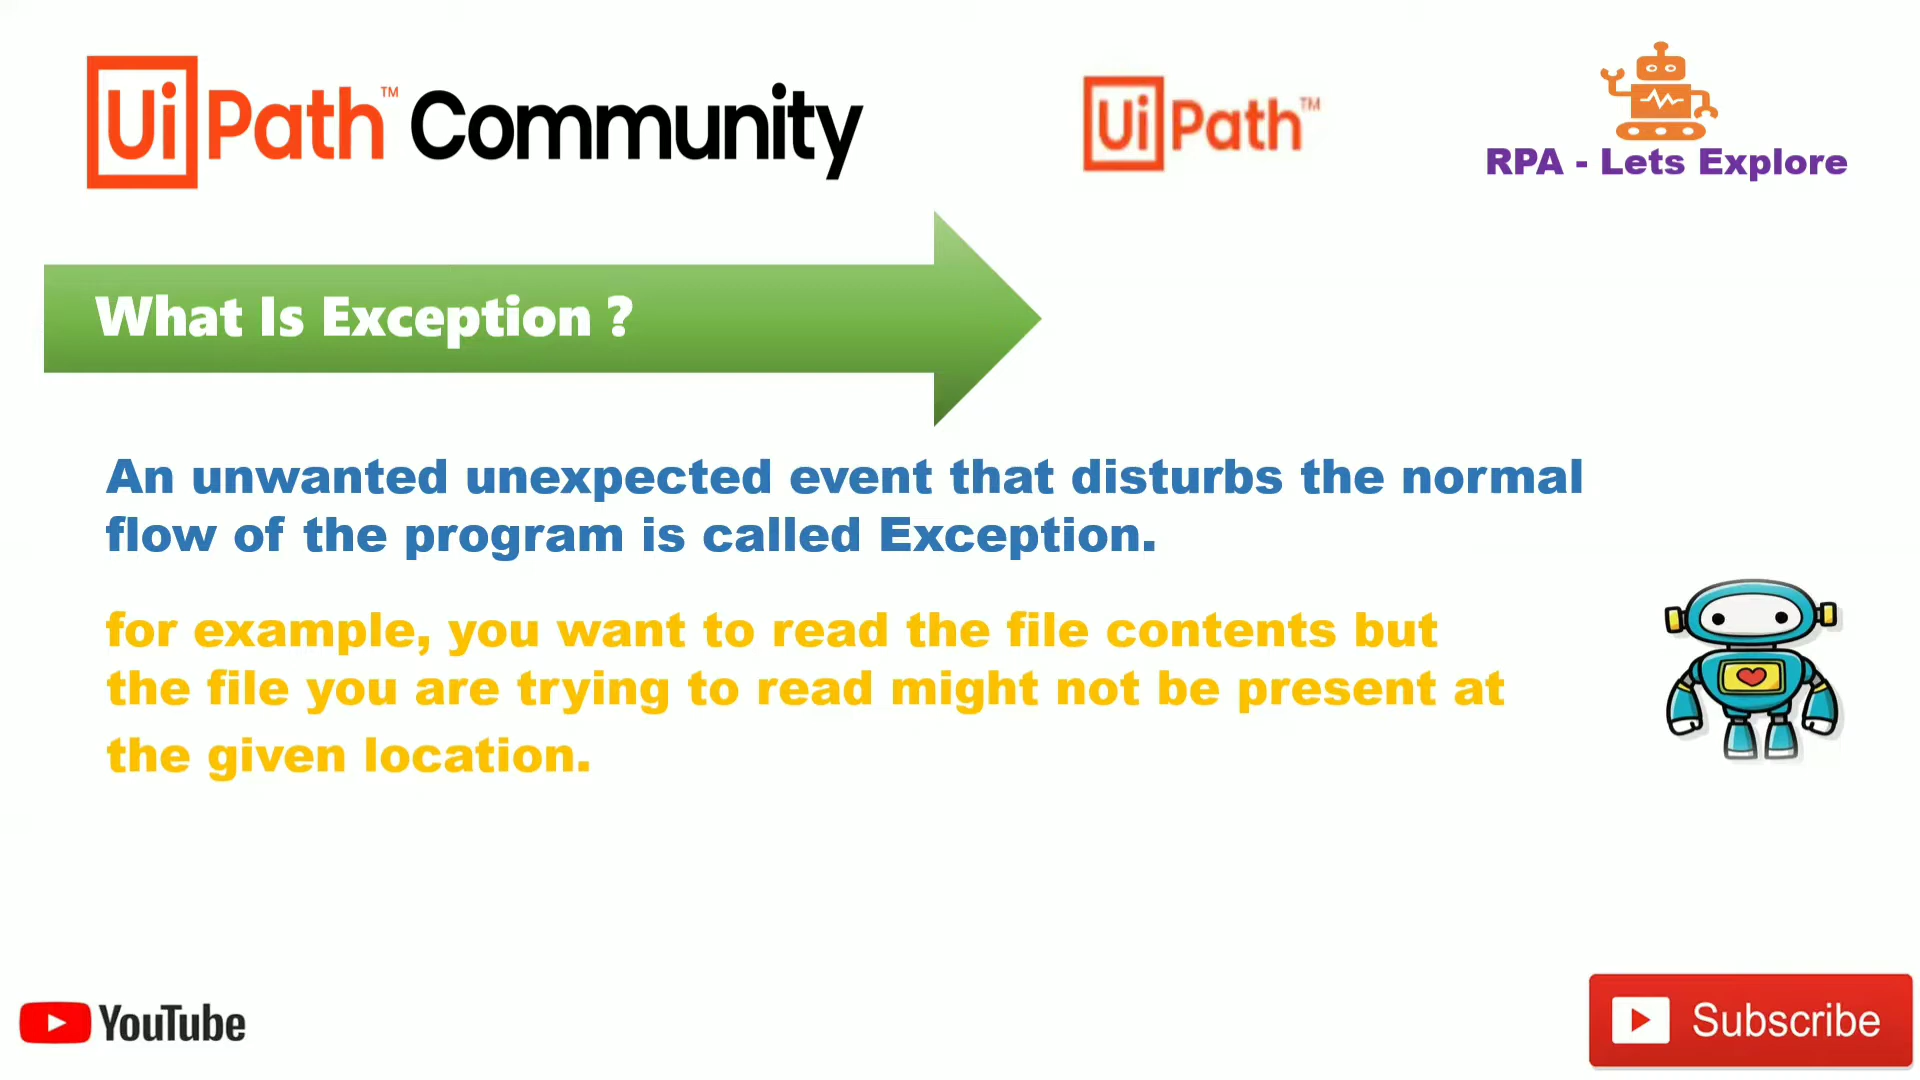 UiPath™ Community
UiPath™
RPA - Lets Explore
What Is Exception ?
An unwanted unexpected event that disturbs the normal
flow of the program is called Exception.
for example, you want to read the file contents but
the file you are trying to read might not be present at
the given location.
YouTube
Subscribe